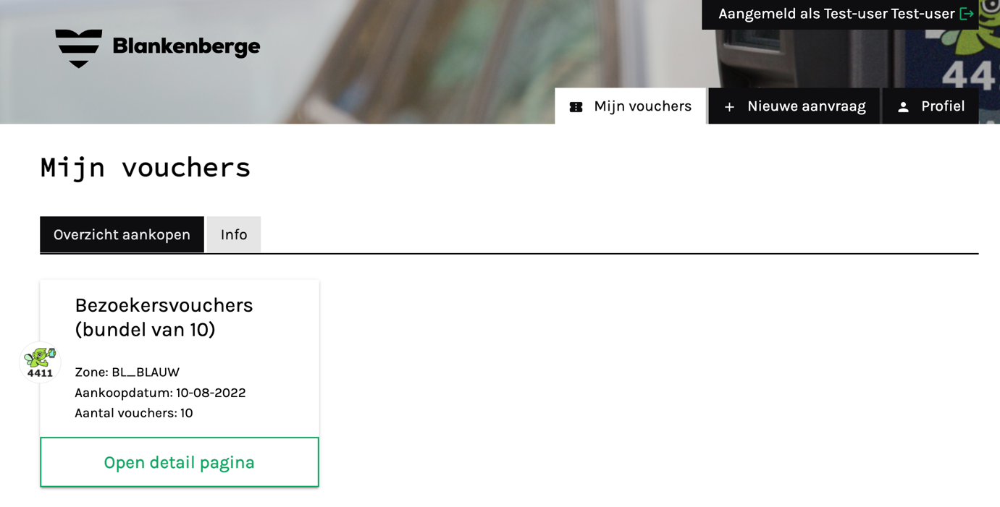 Aangemeld als Test-user Test-user
Blankenberge
44
Mijn vouchers
Nieuwe aanvraag
Profiel
Mijn vouchers
Overzicht aankopen
Info
Bezoekersvouchers
(bundel van 10)
4411
Zone: BL_BLAUW
Aankoopdatum: 10-08-2022
Aantal vouchers: 10
Open detail pagina